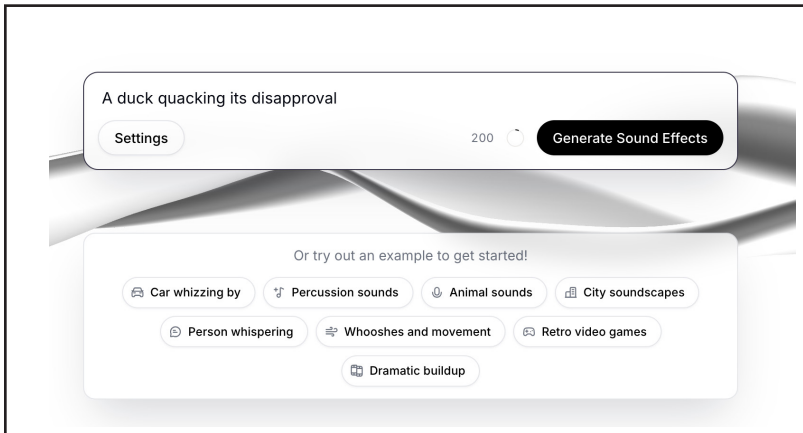 A duck quacking its disapproval
Settings
200
Generate Sound Effects
Or try out an example to get started!
Car whizzing by
Percussion sounds
Animal sounds
City soundscapes
Person whispering
Whooshes and movement
Retro video games
Dramatic buildup